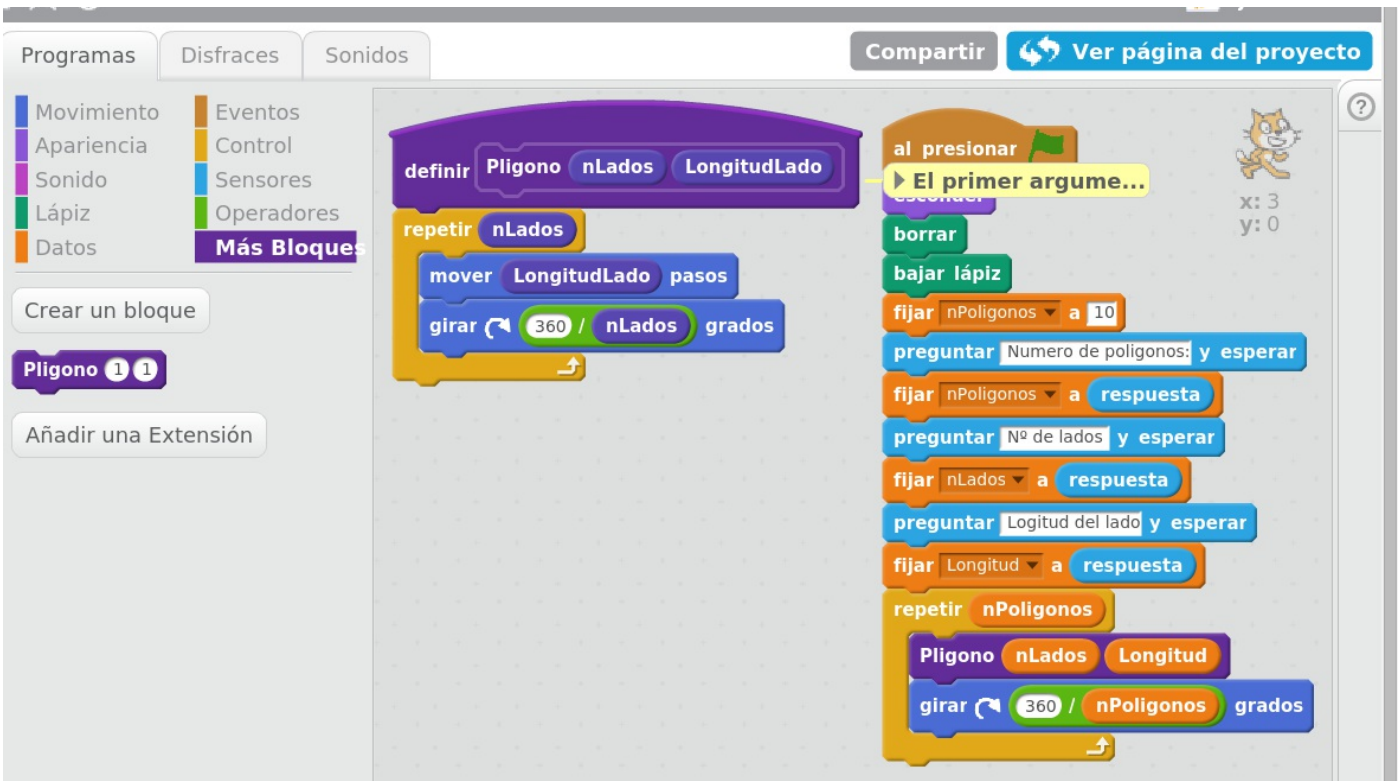 Programas Disfraces Sonidos
Compartir Ver página del proyecto
Movimiento Eventos
Apariencia Control
Sonido Sensores
Lápiz Operadores
Datos Más Bloques
Crear un bloque
Pligono 1 1
Añadir una Extensión
definir Pligono nLados LongitudLado
repetir nLados
mover LongitudLado pasos
girar 360 / nLados grados
al presionar
El primer argume...
esconder
borrar
bajar lápiz
fijar nPoligonos a 10
preguntar Numero de poligonos: y esperar
fijar nPoligonos a respuesta
preguntar Nº de lados y esperar
fijar nLados a respuesta
preguntar Logitud del lado y esperar
fijar Longitud a respuesta
repetir nPoligonos
Pligono nLados Longitud
girar 360 / nPoligonos grados
x: 3
y: 0
?